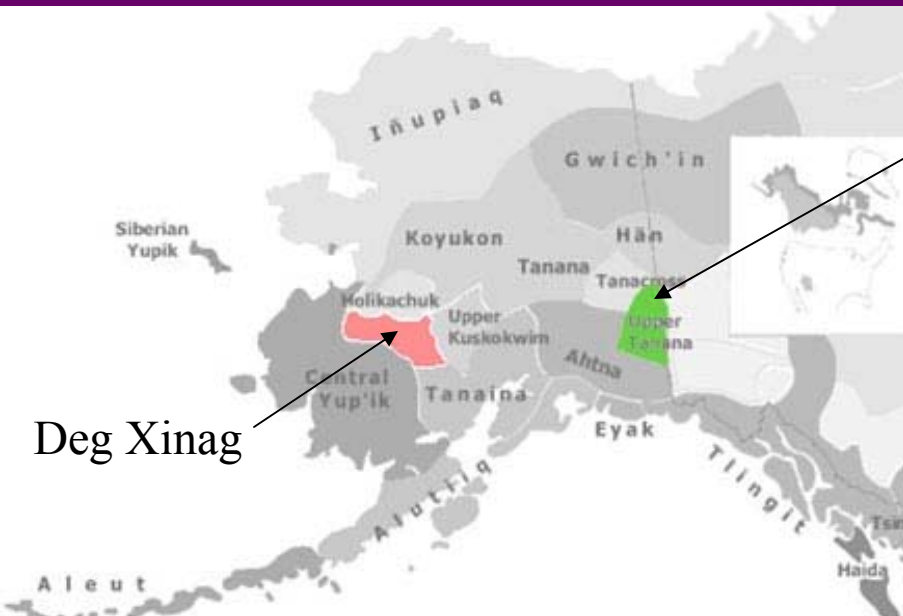 Iñupiaq
Gwich'in
Siberian
Yupik
Koyukon
Hän
Tanana
Tanacross
Holikachuk
Upper
Kuskokwim
Upper
Tanana
Ahtna
Central
Yup'ik
Tanaina
Deg Xinag
Eyak
Tlingit
Alutiiq
Haida
Aleut